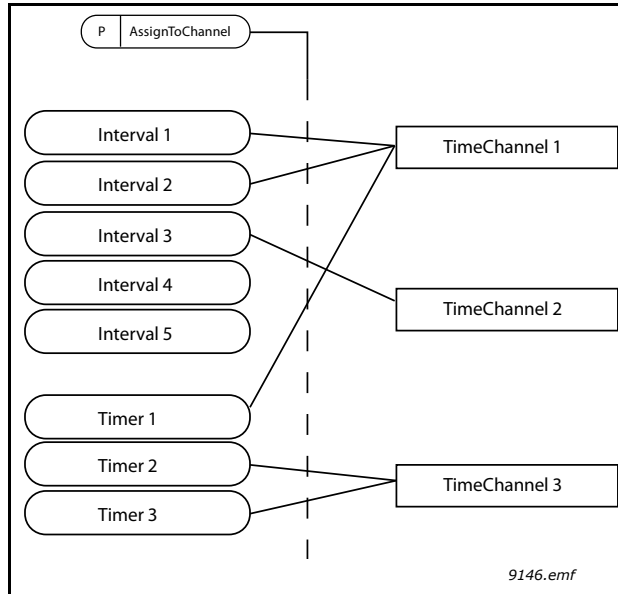 P AssignToChannel
Interval 1
TimeChannel 1
Interval 2
Interval 3
Interval 4
TimeChannel 2
Interval 5
Timer 1
Timer 2
TimeChannel 3
Timer 3
9146.emf